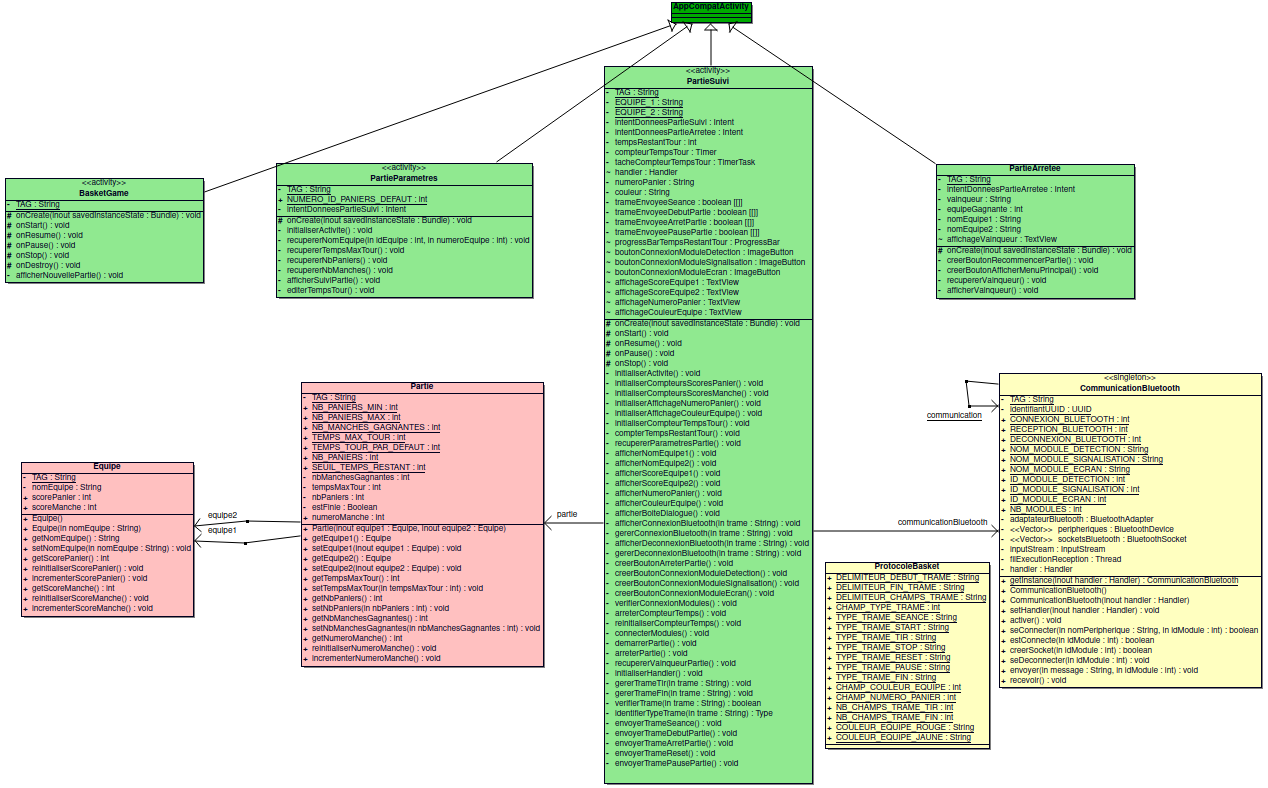 AppCompatActivity
<<activity>>
BasketGame
- TAG : String
# onCreate(inout savedInstanceState : Bundle) : void
# onStart() : void
# onResume() : void
# onPause() : void
# onStop() : void
# onDestroy() : void
- afficherNouvellePartie() : void
<<activity>>
PartieParametres
- TAG : String
+ NUMERO_ID_PANIERS_DEFAUT : int
- intentDonneesPartieSuivi : Intent
# onCreate(inout savedInstanceState : Bundle) : void
- initialiserActivite() : void
- recupererNomEquipe(in idEquipe : int, in numeroEquipe : int) : void
- recupererTempsMaxTour() : void
- recupererNbPaniers() : void
- recupererNbManches() : void
- afficherSuiviPartie() : void
- editerTempsTour() : void
<<activity>>
PartieSuivi
- TAG : String
- EQUIPE_1 : String
- EQUIPE_2 : String
- intentDonneesPartieSuivi : Intent
- intentDonneesPartieArretee : Intent
- tempsRestantTour : int
- compteurTempsTour : Timer
- tacheCompteurTempsTour : TimerTask
~ handler : Handler
- numeroPanier : String
- couleur : String
- trameEnvoyeeSeance : boolean [[]]
- trameEnvoyeeDebutPartie : boolean [[]]
- trameEnvoyeeArretPartie : boolean [[]]
- trameEnvoyeePausePartie : boolean [[]]
~ progressBarTempsRestantTour : ProgressBar
~ boutonConnexionModuleDetection : ImageButton
~ boutonConnexionModuleSignalisation : ImageButton
~ boutonConnexionModuleEcran : ImageButton
~ affichageScoreEquipe1 : TextView
~ affichageScoreEquipe2 : TextView
~ affichageNumeroPanier : TextView
~ affichageCouleurEquipe : TextView
# onCreate(inout savedInstanceState : Bundle) : void
# onStart() : void
# onResume() : void
# onPause() : void
# onStop() : void
- initialiserActivite() : void
- initialiserCompteursScoresPanier() : void
- initialiserCompteursScoresManche() : void
- initialiserAffichageNumeroPanier() : void
- initialiserAffichageCouleurEquipe() : void
- initialiserCompteurTempsTour() : void
- compterTempsRestantTour() : void
- recupererParametresPartie() : void
- afficherNomEquipe1() : void
- afficherNomEquipe2() : void
- afficherScoreEquipe1() : void
- afficherScoreEquipe2() : void
- afficherNumeroPanier() : void
- afficherCouleurEquipe() : void
- afficherBoiteDialogue() : void
- afficherConnexionBluetooth(in trame : String) : void
- gererConnexionBluetooth(in trame : String) : void
- afficherDeconnexionBluetooth(in trame : String) : void
- gererDeconnexionBluetooth(in trame : String) : void
- creerBoutonArreterPartie() : void
- creerBoutonConnexionModuleDetection() : void
- creerBoutonConnexionModuleSignalisation() : void
- creerBoutonConnexionModuleEcran() : void
- verifierConnexionModules() : void
- arreterCompteurTemps() : void
- reinitialiserCompteurTemps() : void
- connecterModules() : void
- demarrerPartie() : void
- arreterPartie() : void
- recupererVainqueurPartie() : void
- initialiserHandler() : void
- gererTrameTir(in trame : String) : void
- gererTrameFin(in trame : String) : void
- verifierTrame(in trame : String) : boolean
- identifierTypeTrame(in trame : String) : Type
- envoyerTrameSeance() : void
- envoyerTrameDebutPartie() : void
- envoyerTrameArretPartie() : void
- envoyerTrameReset() : void
- envoyerTramePausePartie() : void
PartieArretee
- TAG : String
- intentDonneesPartieArretee : Intent
- vainqueur : String
- equipeGagnante : int
- nomEquipe1 : String
- nomEquipe2 : String
~ affichageVainqueur : TextView
# onCreate(inout savedInstanceState : Bundle) : void
- creerBoutonRecommencerPartie() : void
- creerBoutonAfficherMenuPrincipal() : void
- recupererVainqueur() : void
- afficherVainqueur() : void
Equipe
- TAG : String
- nomEquipe : String
+ scorePanier : int
+ scoreManche : int
+ Equipe()
+ Equipe(in nomEquipe : String)
+ getNomEquipe() : String
+ setNomEquipe(in nomEquipe : String) : void
+ getScorePanier() : int
+ reinitialiserScorePanier() : void
+ incrementerScorePanier() : void
+ getScoreManche() : int
+ reinitialiserScoreManche() : void
+ incrementerScoreManche() : void
equipe2
equipe1
Partie
- TAG : String
+ NB_PANIERS_MIN : int
+ NB_PANIERS_MAX : int
+ NB_MANCHES_GAGNANTES : int
+ TEMPS_MAX_TOUR : int
+ TEMPS_TOUR_PAR_DEFAUT : int
+ NB_PANIERS : int
+ SEUIL_TEMPS_RESTANT : int
- nbManchesGagnantes : int
- tempsMaxTour : int
- nbPaniers : int
- estFinie : Boolean
+ numeroManche : int
+ Partie(inout equipe1 : Equipe, inout equipe2 : Equipe)
+ getEquipe1() : Equipe
+ setEquipe1(inout equipe1 : Equipe) : void
+ getEquipe2() : Equipe
+ setEquipe2(inout equipe2 : Equipe) : void
+ getTempsMaxTour() : int
+ setTempsMaxTour(in tempsMaxTour : int) : void
+ getNbPaniers() : int
+ setNbPaniers(in nbPaniers : int) : void
+ getNbManchesGagnantes() : int
+ setNbManchesGagnantes(in nbManchesGagnantes : int) : void
+ getNumeroManche() : int
+ reinitialiserNumeroManche() : void
+ incrementerNumeroManche() : void
partie
communicationBluetooth
communication
<<singleton>>
CommunicationBluetooth
- TAG : String
- identifiantUUID : UUID
+ CONNEXION_BLUETOOTH : int
+ RECEPTION_BLUETOOTH : int
+ DECONNEXION_BLUETOOTH : int
+ NOM_MODULE_DETECTION : String
+ NOM_MODULE_SIGNALISATION : String
+ NOM_MODULE_ECRAN : String
+ ID_MODULE_DETECTION : int
+ ID_MODULE_SIGNALISATION : int
+ ID_MODULE_ECRAN : int
+ NB_MODULES : int
- adaptateurBluetooth : BluetoothAdapter
- <<Vector>> peripheriques : BluetoothDevice
- <<Vector>> socketsBluetooth : BluetoothSocket
- inputStream : InputStream
- filExecutionReception : Thread
- handler : Handler
+ getInstance(inout handler : Handler) : CommunicationBluetooth
- CommunicationBluetooth()
- CommunicationBluetooth(inout handler : Handler)
+ setHandler(inout handler : Handler) : void
+ activer() : void
+ seConnecter(in nomPeripherique : String, in idModule : int) : boolean
+ estConnecte(in idModule : int) : boolean
+ creerSocket(in idModule : int) : boolean
+ seDeconnecter(in idModule : int) : void
+ envoyer(in message : String, in idModule : int) : void
+ recevoir() : void
ProtocoleBasket
+ DELIMITEUR_DEBUT_TRAME : String
+ DELIMITEUR_FIN_TRAME : String
+ DELIMITEUR_CHAMPS_TRAME : String
+ CHAMP_TYPE_TRAME : int
+ TYPE_TRAME_SEANCE : String
+ TYPE_TRAME_START : String
+ TYPE_TRAME_TIR : String
+ TYPE_TRAME_STOP : String
+ TYPE_TRAME_RESET : String
+ TYPE_TRAME_PAUSE : String
+ TYPE_TRAME_FIN : String
+ CHAMP_COULEUR_EQUIPE : int
+ CHAMP_NUMERO_PANIER : int
+ NB_CHAMPS_TRAME_TIR : int
+ NB_CHAMPS_TRAME_FIN : int
+ COULEUR_EQUIPE_ROUGE : String
+ COULEUR_EQUIPE_JAUNE : String